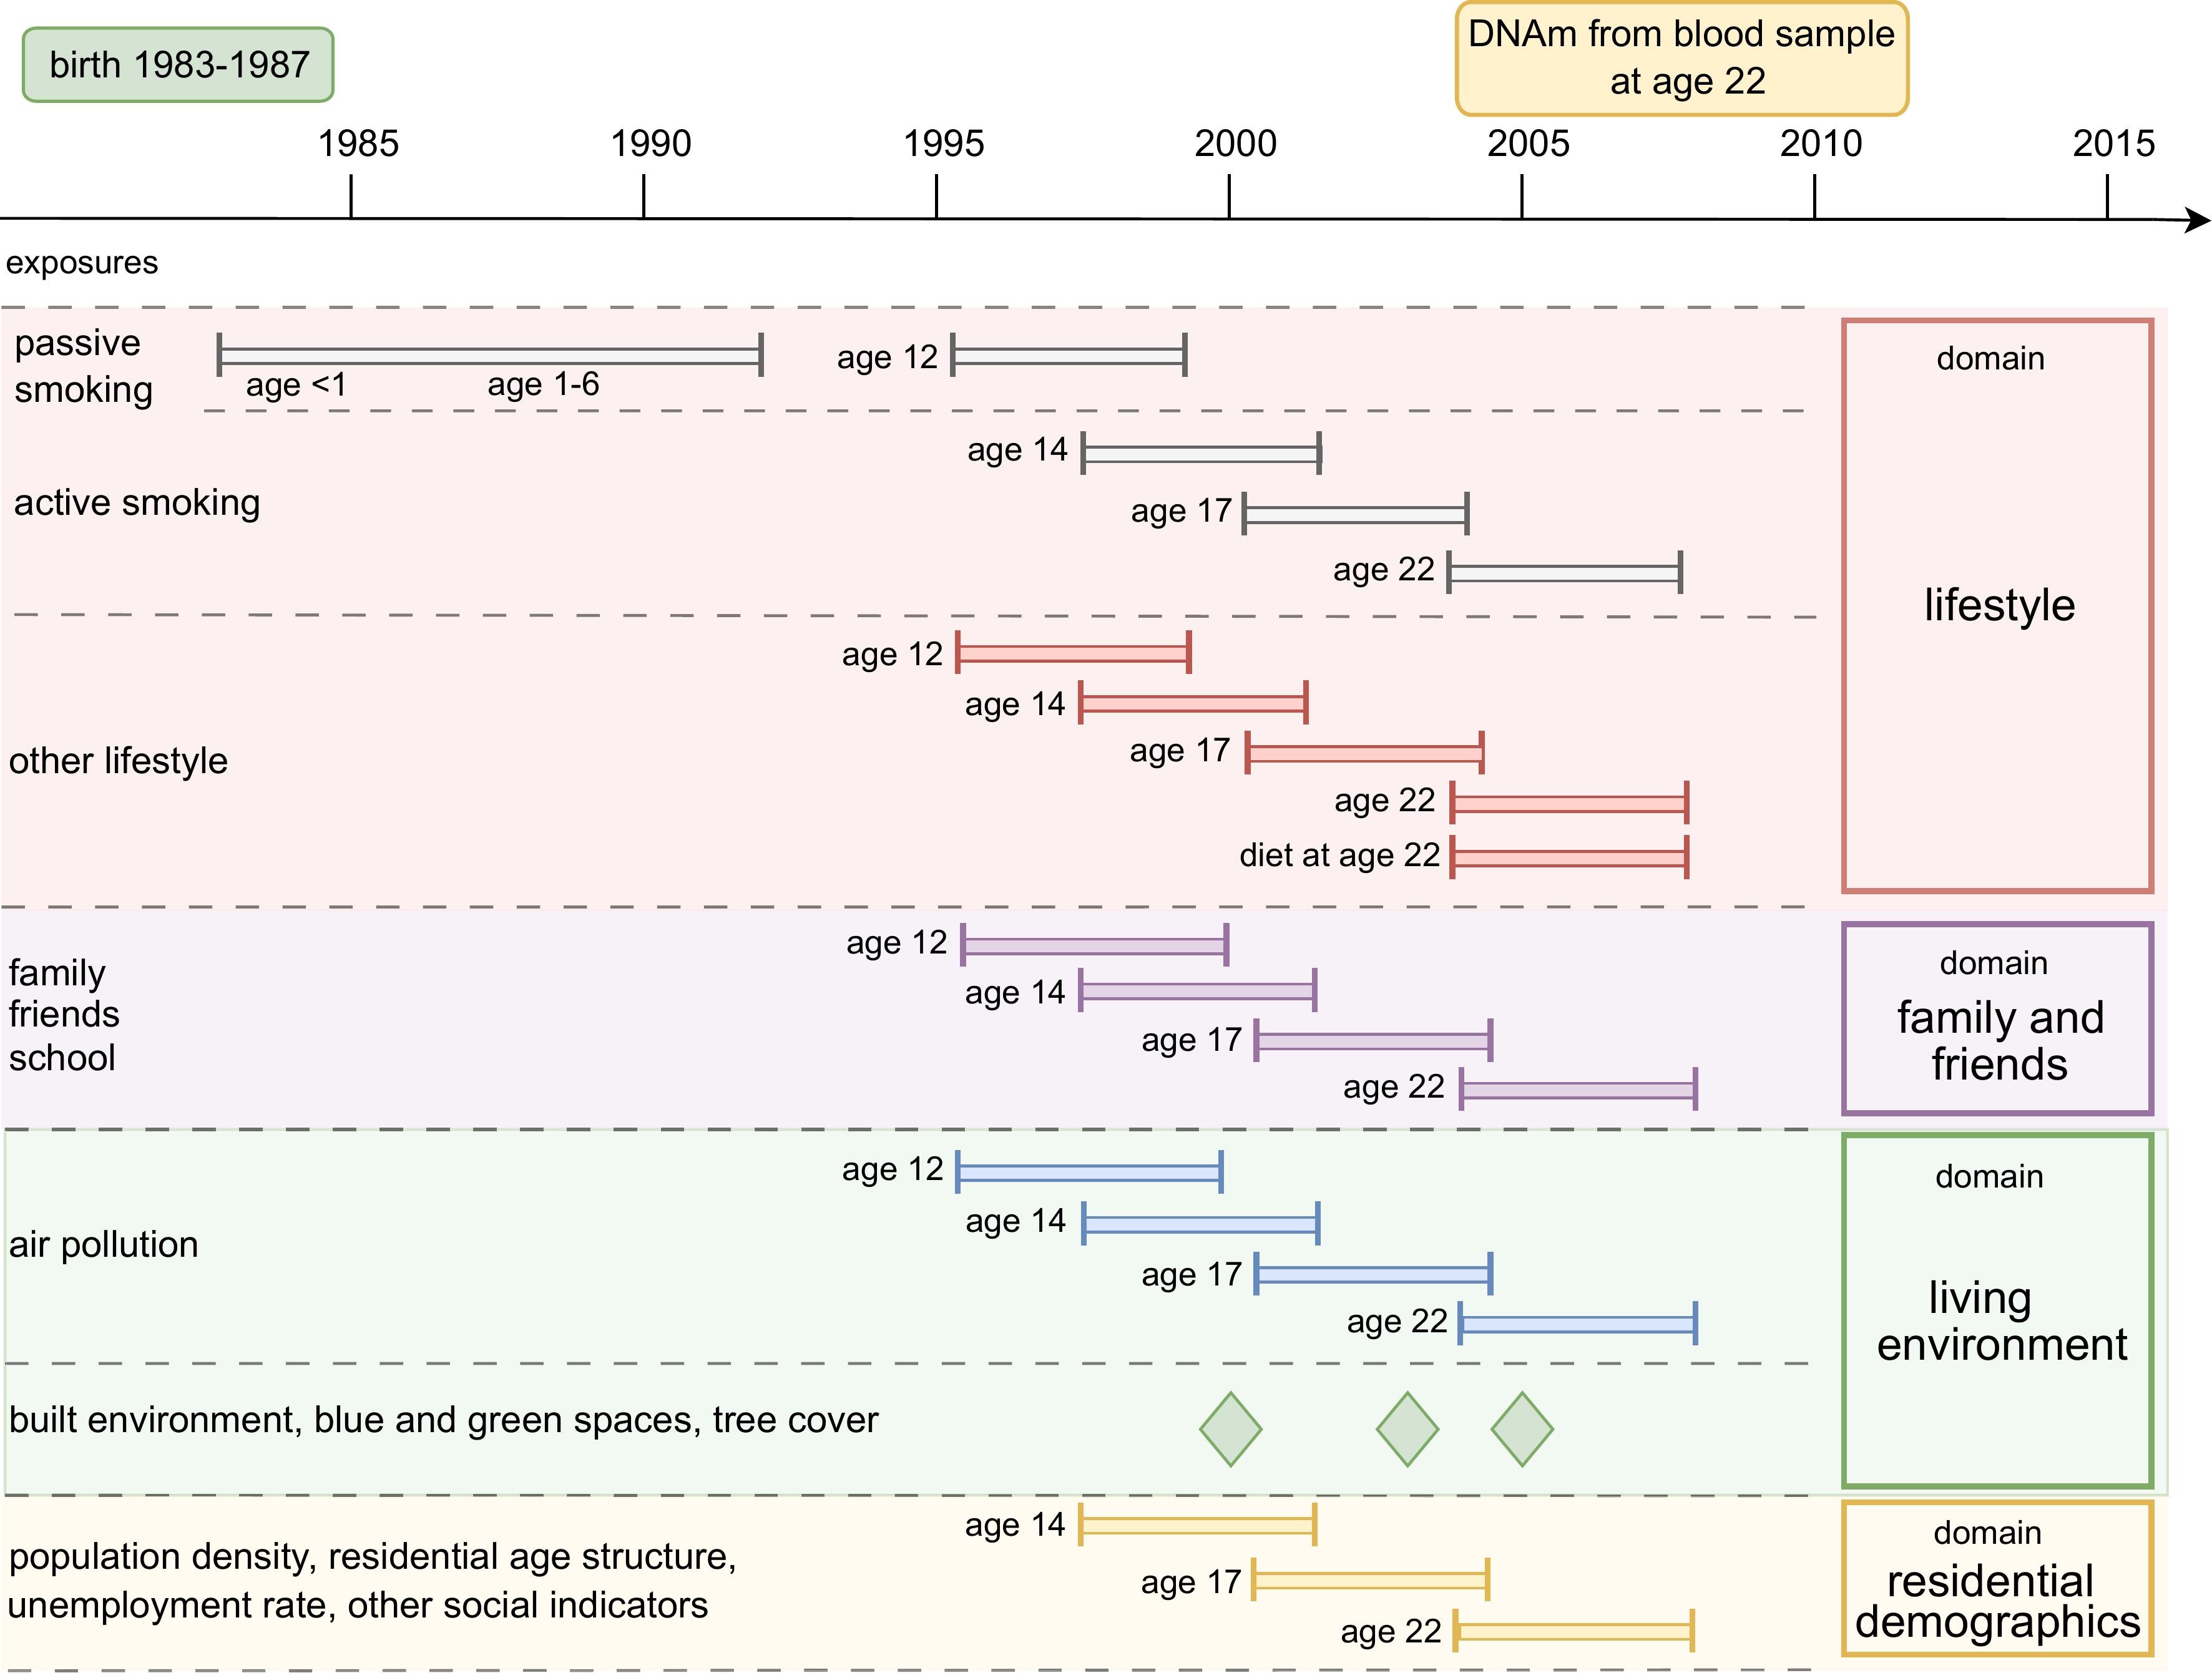 birth 1983-1987
DNAm from blood sample
at age 22
1985 1990 1995 2000 2005 2010 2015
exposures
passive
smoking
age <1 age 1-6
age 12
active smoking
age 14
age 17
age 22
other lifestyle
age 12
age 14
age 17
age 22
diet at age 22
domain
lifestyle
family
friends
school
age 12
age 14
age 17
age 22
domain
family and
friends
air pollution
age 12
age 14
age 17
age 22
built environment, blue and green spaces, tree cover
domain
living
environment
population density, residential age structure,
unemployment rate, other social indicators
age 14
age 17
age 22
domain
residential
demographics